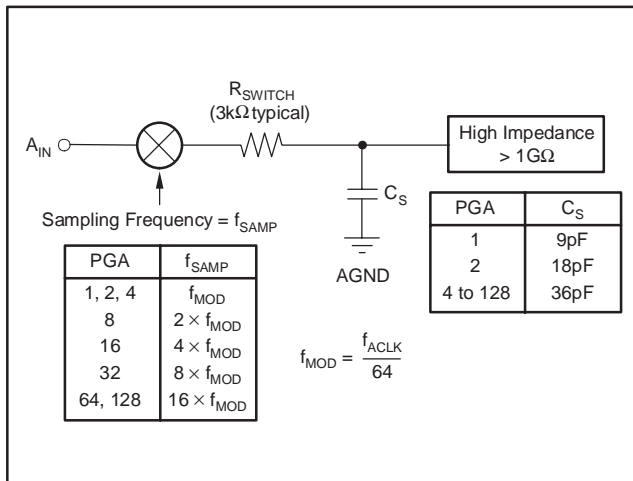 R_SWITCH
(3kΩ typical)
A_IN
High Impedance
> 1GΩ
C_S
AGND
Sampling Frequency = f_SAMP
PGA C_S
1 9pF
2 18pF
4 to 128 36pF
PGA f_SAMP
1, 2, 4 f_MOD
8 2 × f_MOD
16 4 × f_MOD
32 8 × f_MOD
64, 128 16 × f_MOD
f_MOD = f_ACLK / 64